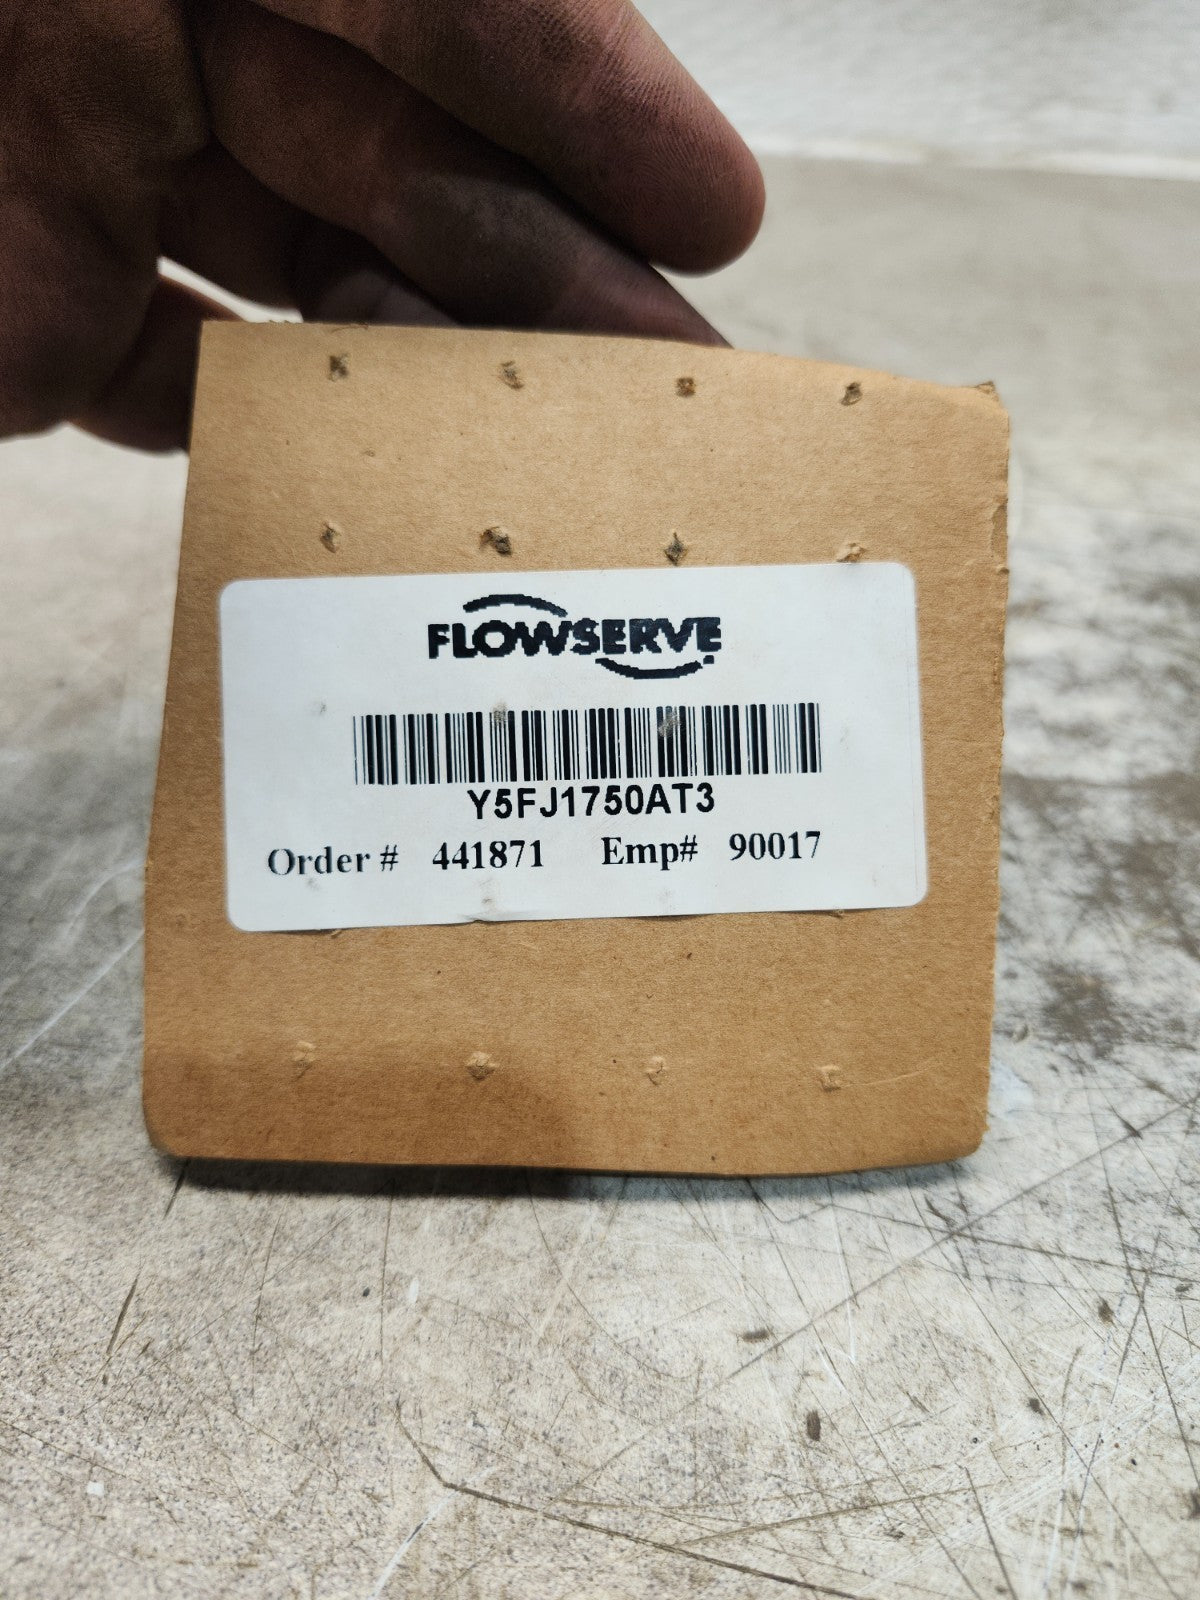 FLOWSERVE
Y5FJ1750AT3
Order # 441871 Emp# 90017